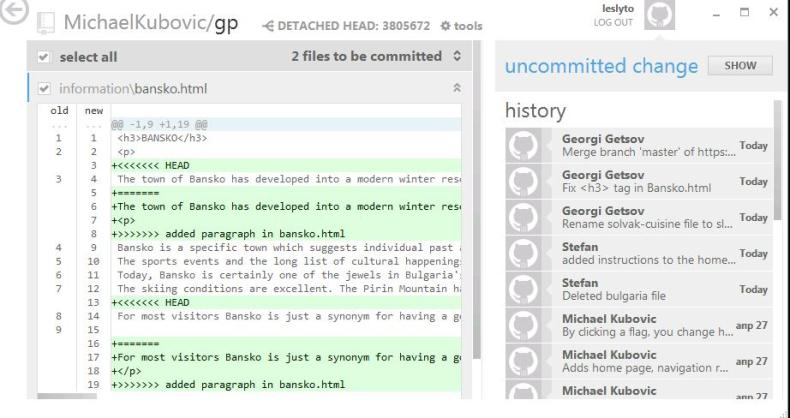 MichaelKubovic/gp
DETACHED HEAD: 3805672
tools
leslyto
LOG OUT
select all
2 files to be committed
information\bansko.html
old new
... ... @@ -1,9 +1,19 @@
1 1 <h3>BANSKO</h3>
2 2 <p>
3 +<<<<<<< HEAD
3 4 The town of Bansko has developed into a modern winter
5 +=======
6 +The town of Bansko has developed into a modern winter
7 +<p>
8 +>>>>>>> added paragraph in bansko.html
4 9 Bansko is a specific town which suggests individual past
5 10 The sports events and the long list of cultural
6 11 Today, Bansko is certainly one of the jewels in Bulgaria's
7 12 The skiing conditions are excellent. The Pirin Mountain
13 +<<<<<<< HEAD
8 14 For most visitors Bansko is just a synonym for having a
9 15
16 +=======
17 +For most visitors Bansko is just a synonym for having a
18 +</p>
19 +>>>>>>> added paragraph in bansko.html
uncommitted change
SHOW
history
Georgi Getsov
Merge branch 'master' of https:... Today
Georgi Getsov
Fix <h3> tag in Bansko.html Today
Georgi Getsov
Rename solvak-cuisine file to sl... Today
Stefan
added instructions to the home... Today
Stefan
Deleted bulgaria file Today
Michael Kubovic
By clicking a flag, you change h... апр 27
Michael Kubovic
Adds home page, navigation r... апр 27
Michael Kubovic
апр 27